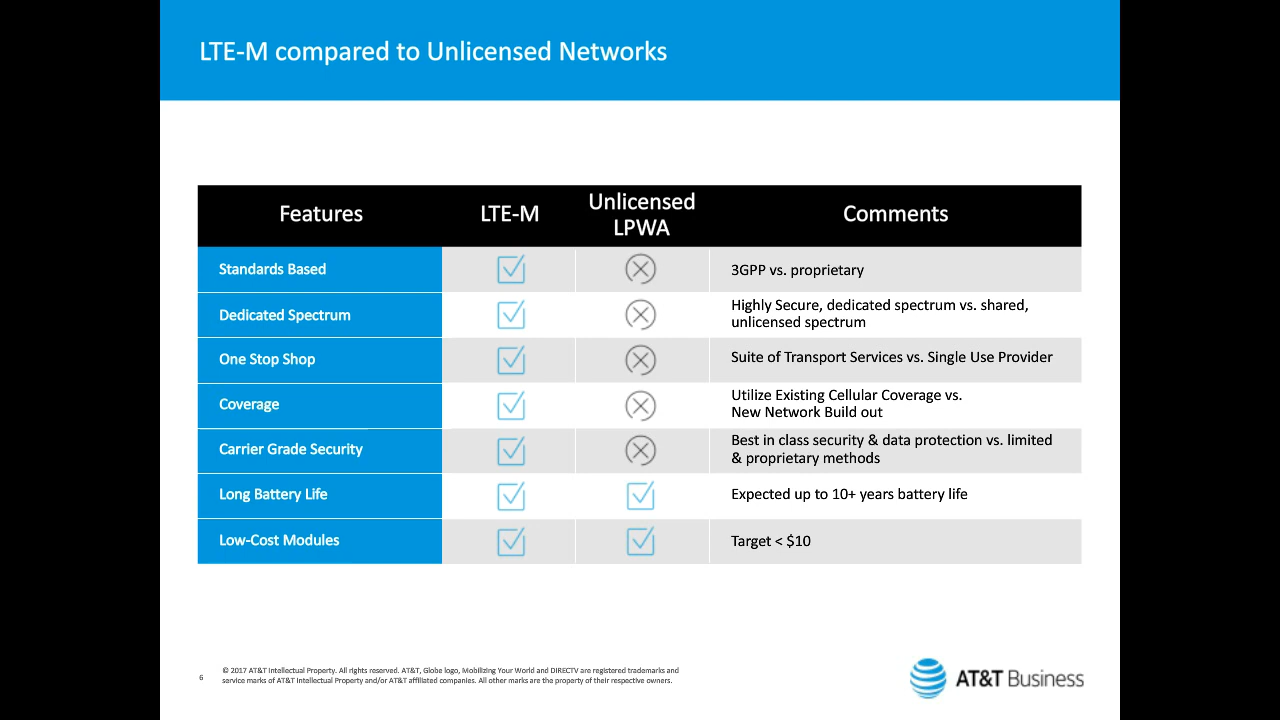 LTE-M compared to Unlicensed Networks
Features
LTE-M
Unlicensed
LPWA
Comments
Standards Based
3GPP vs. proprietary
Dedicated Spectrum
Highly Secure, dedicated spectrum vs. shared,
unlicensed spectrum
One Stop Shop
Suite of Transport Services vs. Single Use Provider
Coverage
Utilize Existing Cellular Coverage vs.
New Network Build out
Carrier Grade Security
Best in class security & data protection vs. limited
& proprietary methods
Long Battery Life
Expected up to 10+ years battery life
Low-Cost Modules
Target < $10
6
© 2017 AT&T Intellectual Property. All rights reserved. AT&T, Globe logo, Mobilizing Your World and DIRECTV are registered trademarks and
service marks of AT&T Intellectual Property and/or AT&T affiliated companies. All other marks are the property of their respective owners.
AT&T Business